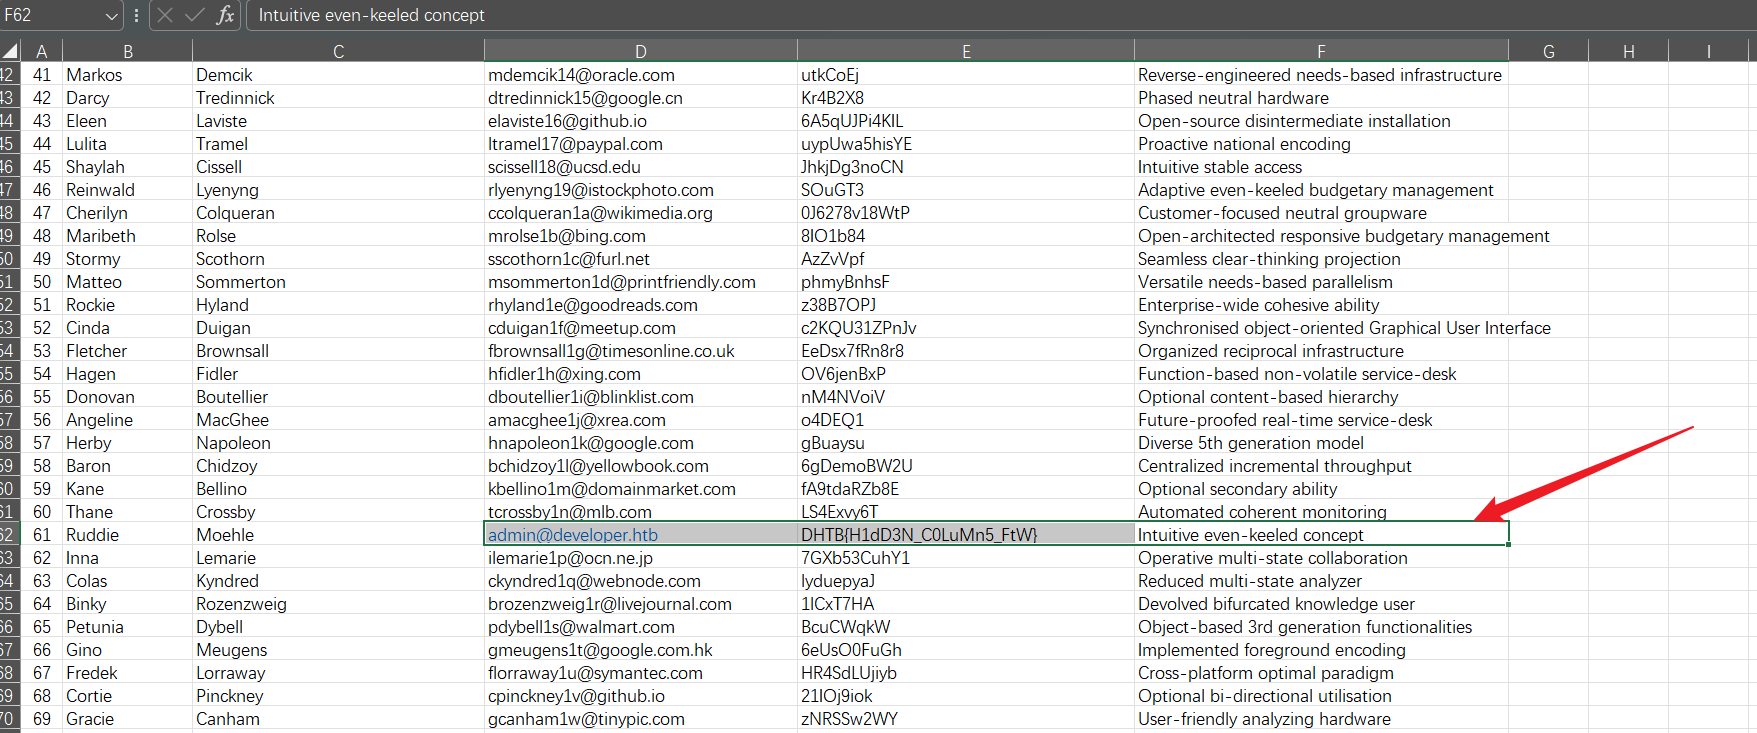 F62 fx Intuitive even-keeled concept
A B C D E F G H I
42 41 Markos Demcik mdemcik14@oracle.com utkCoEj Reverse-engineered needs-based infrastructure
43 42 Darcy Tredinnick dtredinnick15@google.cn Kr4B2X8 Phased neutral hardware
44 43 Eleen Laviste elaviste16@github.io 6A5qUJPi4KlL Open-source disintermediate installation
45 44 Lulita Tramel ltramel17@paypal.com uypUwa5hisYE Proactive national encoding
46 45 Shaylah Cissell scissell18@ucsd.edu JhkjDg3noCN Intuitive stable access
47 46 Reinwald Lyenyng rlyenyng19@istockphoto.com SOuGT3 Adaptive even-keeled budgetary management
48 47 Cherilyn Colqueran ccolqueran1a@wikimedia.org 0J6278v18WtP Customer-focused neutral groupware
49 48 Maribeth Rolse mrolse1b@bing.com 8IO1b84 Open-architected responsive budgetary management
50 49 Stormy Scothorn sscothorn1c@furl.net AzZvVpf Seamless clear-thinking projection
51 50 Matteo Sommerton msommerton1d@printfriendly.com phmyBnhsF Versatile needs-based parallelism
52 51 Rockie Hyland rhyland1e@goodreads.com z38B7OPJ Enterprise-wide cohesive ability
53 52 Cinda Duigan cduigan1f@meetup.com c2KQU31ZPnJv Synchronised object-oriented Graphical User Interface
54 53 Fletcher Brownsall fbrownsall1g@timesonline.co.uk EeDsx7fRn8r8 Organized reciprocal infrastructure
55 54 Hagen Fidler hfidler1h@xing.com OV6jenBxP Function-based non-volatile service-desk
56 55 Donovan Boutellier dboutellier1i@blinklist.com nM4NVoiV Optional content-based hierarchy
57 56 Angeline MacGhee amacghee1j@xrea.com o4DEQ1 Future-proofed real-time service-desk
58 57 Herby Napoleon hnapoleon1k@google.com gBuaysu Diverse 5th generation model
59 58 Baron Chidzoy bchidzoy1l@yellowbook.com 6gDemoBW2U Centralized incremental throughput
60 59 Kane Bellino kbellino1m@domainmarket.com fA9tdaRZb8E Optional secondary ability
61 60 Thane Crossby tcrossby1n@mlb.com LS4Exvy6T Automated coherent monitoring
62 61 Ruddie Moehle admin@developer.htb DHTB{H1dD3N_C0LuMn5_FtW} Intuitive even-keeled concept
63 62 Inna Lemarie ilemarie1p@ocn.ne.jp 7GXb53CuhY1 Operative multi-state collaboration
64 63 Colas Kyndred ckyndred1q@webnode.com lyduepyaJ Reduced multi-state analyzer
65 64 Binky Rozenzweig brozenzweig1r@livejournal.com 1lCxT7HA Devolved bifurcated knowledge user
66 65 Petunia Dybell pdybell1s@walmart.com BcuCWqkW Object-based 3rd generation functionalities
67 66 Gino Meugens gmeugens1t@google.com.hk 6eUsO0FuGh Implemented foreground encoding
68 67 Fredek Lorraway florraway1u@symantec.com HR4SdLUjiyb Cross-platform optimal paradigm
69 68 Cortie Pinckney cpinckney1v@github.io 21IOj9iok Optional bi-directional utilisation
70 69 Gracie Canham gcanham1w@tinypic.com zNRSSw2WY User-friendly analyzing hardware